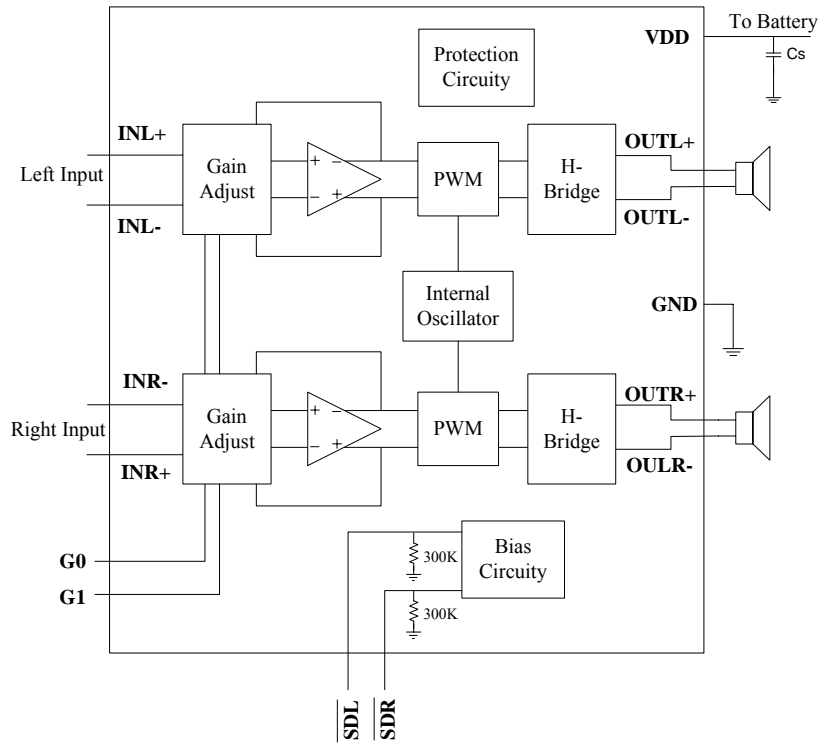 To Battery
VDD
Cs
Protection
Circuity
INL+
Left Input
INL-
Gain
Adjust
+ −
− +
PWM
H-
Bridge
OUTL+
OUTL-
Internal
Oscillator
GND
INR-
Right Input
INR+
Gain
Adjust
+ −
− +
PWM
H-
Bridge
OUTR+
OULR-
G0
G1
300K
300K
Bias
Circuity
SDL
SDR